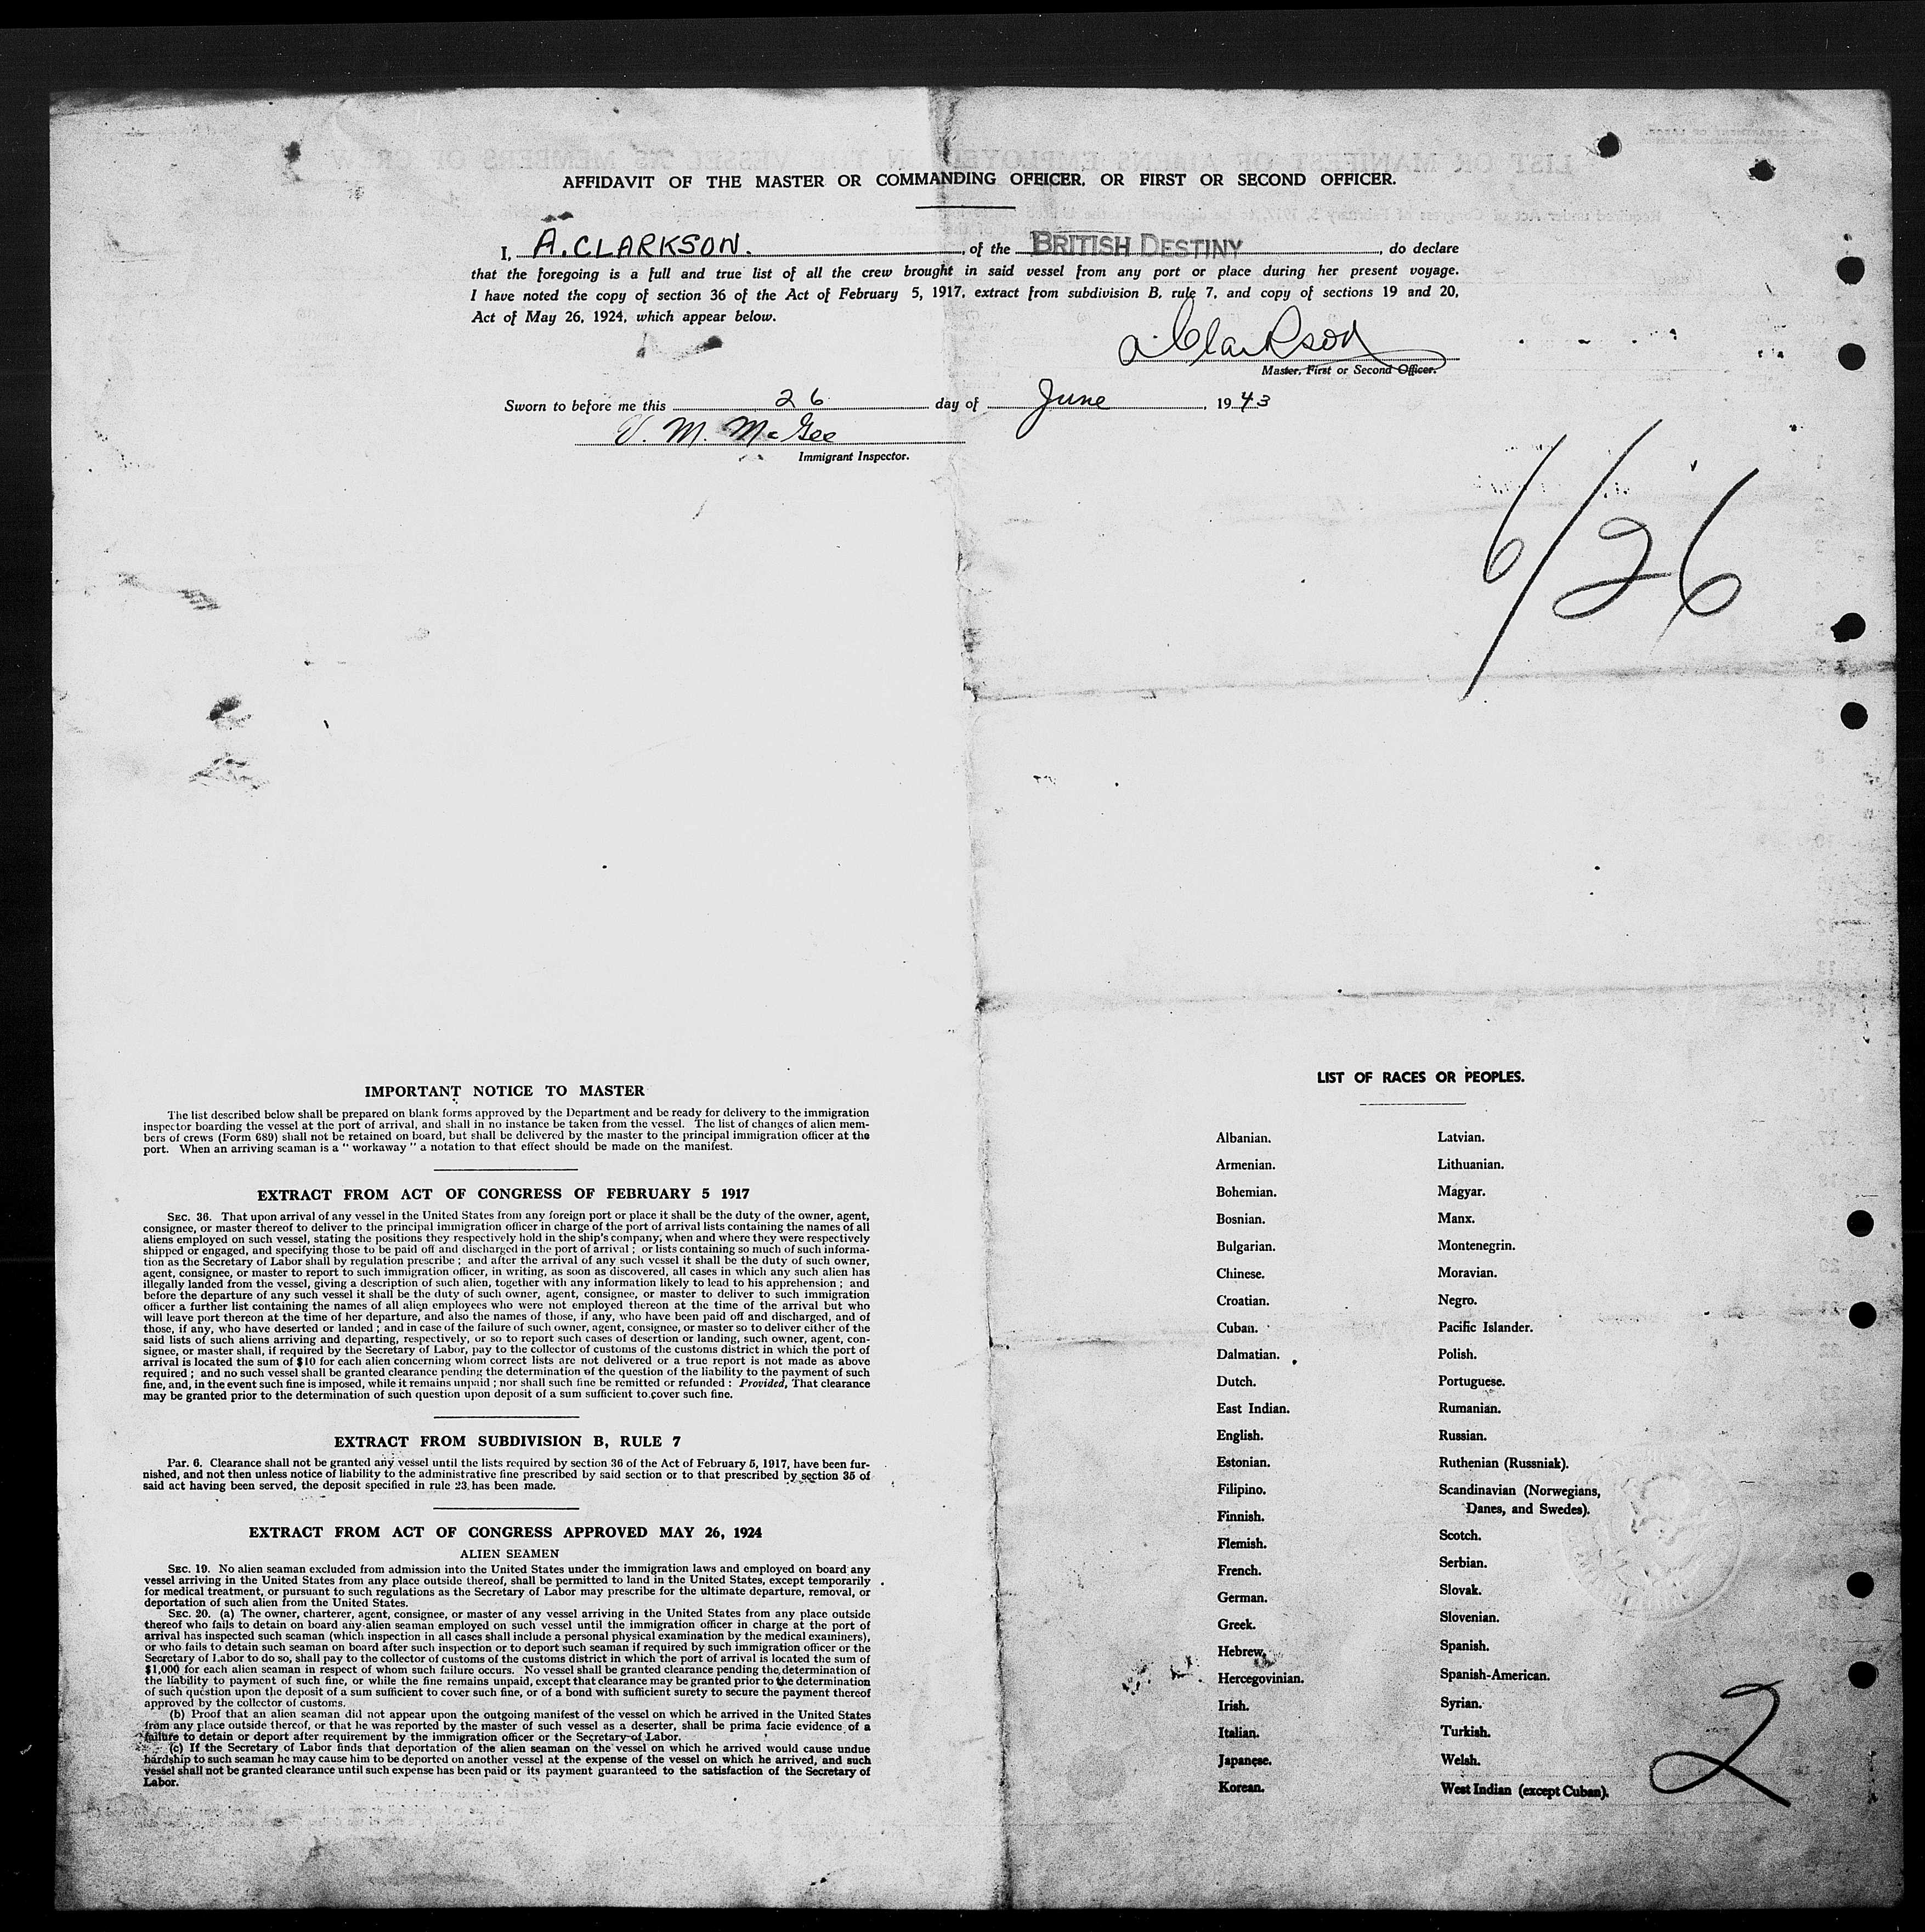 AFFIDAVIT OF THE MASTER OR COMMANDING OFFICER, OR FIRST OR SECOND OFFICER.
I, A. CLARKSON. , of the BRITISH DESTINY , do declare
that the foregoing is a full and true list of all the crew brought in said vessel from any port or place during her present voyage.
I have noted the copy of section 36 of the Act of February 5, 1917, extract from subdivision B, rule 7, and copy of sections 19 and 20,
Act of May 26, 1924, which appear below.
A. Clarkson
Master, First or Second Officer.
Sworn to before me this 26 day of June , 1943
V. M. McGee
Immigrant Inspector.
6/26
IMPORTANT NOTICE TO MASTER
The list described below shall be prepared on blank forms approved by the Department and be ready for delivery to the immigration
inspector boarding the vessel at the port of arrival, and shall in no instance be taken from the vessel. The list of changes of alien mem-
bers of crews (Form 689) shall not be retained on board, but shall be delivered by the master to the principal immigration officer at the
port. When an arriving seaman is a " workaway " a notation to that effect should be made on the manifest.
EXTRACT FROM ACT OF CONGRESS OF FEBRUARY 5 1917
SEC. 36. That upon arrival of any vessel in the United States from any foreign port or place it shall be the duty of the owner, agent,
consignee, or master thereof to deliver to the principal immigration officer in charge of the port of arrival lists containing the names of all
aliens employed on such vessel, stating the positions they respectively hold in the ship's company, when and where they were respectively
shipped or engaged, and specifying those to be paid off and discharged in the port of arrival ; or lists containing so much of such informa-
tion as the Secretary of Labor shall by regulation prescribe ; and after the arrival of any such vessel it shall be the duty of such owner,
agent, consignee, or master to report to such immigration officer, in writing, as soon as discovered, all cases in which any such alien has
illegally landed from the vessel, giving a description of such alien, together with any information likely to lead to his apprehension ; and
before the departure of any such vessel it shall be the duty of such owner, agent, consignee, or master to deliver to such immigration
officer a further list containing the names of all alien employees who were not employed thereon at the time of the arrival but who
will leave port thereon at the time of her departure, and also the names of those, if any, who have been paid off and discharged, and of
those, if any, who have deserted or landed ; and in case of the failure of such owner, agent, consignee, or master so to deliver either of the
said lists of such aliens arriving and departing, respectively, or so to report such cases of desertion or landing, such owner, agent, con-
signee, or master shall, if required by the Secretary of Labor, pay to the collector of customs of the customs district in which the port of
arrival is located the sum of $10 for each alien concerning whom correct lists are not delivered or a true report is not made as above
required ; and no such vessel shall be granted clearance pending the determination of the question of the liability to the payment of such
fine, and, in the event such fine is imposed, while it remains unpaid ; nor shall such fine be remitted or refunded : Provided, That clearance
may be granted prior to the determination of such question upon deposit of a sum sufficient to cover such fine.
EXTRACT FROM SUBDIVISION B, RULE 7
Par. 6. Clearance shall not be granted any vessel until the lists required by section 36 of the Act of February 5, 1917, have been fur-
nished, and not then unless notice of liability to the administrative fine prescribed by said section or to that prescribed by section 35 of
said act having been served, the deposit specified in rule 23 has been made.
EXTRACT FROM ACT OF CONGRESS APPROVED MAY 26, 1924
ALIEN SEAMEN
SEC. 19. No alien seaman excluded from admission into the United States under the immigration laws and employed on board any
vessel arriving in the United States from any place outside thereof, shall be permitted to land in the United States, except temporarily
for medical treatment, or pursuant to such regulations as the Secretary of Labor may prescribe for the ultimate departure, removal, or
deportation of such alien from the United States.
SEC. 20. (a) The owner, charterer, agent, consignee, or master of any vessel arriving in the United States from any place outside
thereof who fails to detain on board any alien seaman employed on such vessel until the immigration officer in charge at the port of
arrival has inspected such seaman (which inspection in all cases shall include a personal physical examination by the medical examiners),
or who fails to detain such seaman on board after such inspection or to deport such seaman if required by such immigration officer or the
Secretary of Labor to do so, shall pay to the collector of customs of the customs district in which the port of arrival is located the sum of
$1,000 for each alien seaman in respect of whom such failure occurs. No vessel shall be granted clearance pending the determination of
the liability to payment of such fine, or while the fine remains unpaid, except that clearance may be granted prior to the determination
of such question upon the deposit of a sum sufficient to cover such fine, or of a bond with sufficient surety to secure the payment thereof
approved by the collector of customs.
(b) Proof that an alien seaman did not appear upon the outgoing manifest of the vessel on which he arrived in the United States
from any place outside thereof, or that he was reported by the master of such vessel as a deserter, shall be prima facie evidence of a
failure to detain or deport after requirement by the immigration officer or the Secretary of Labor.
(c) If the Secretary of Labor finds that deportation of the alien seaman on the vessel on which he arrived would cause undue
hardship to such seaman he may cause him to be deported on another vessel at the expense of the vessel on which he arrived, and such
vessel shall not be granted clearance until such expense has been paid or its payment guaranteed to the satisfaction of the Secretary of
Labor.
LIST OF RACES OR PEOPLES.
Albanian.
Armenian.
Bohemian.
Bosnian.
Bulgarian.
Chinese.
Croatian.
Cuban.
Dalmatian.
Dutch.
East Indian.
English.
Estonian.
Filipino.
Finnish.
Flemish.
French.
German.
Greek.
Hebrew.
Hercegovinian.
Irish.
Italian.
Japanese.
Korean.
Latvian.
Lithuanian.
Magyar.
Manx.
Montenegrin.
Moravian.
Negro.
Pacific Islander.
Polish.
Portuguese.
Rumanian.
Russian.
Ruthenian (Russniak).
Scandinavian (Norwegians,
Danes, and Swedes).
Scotch.
Serbian.
Slovak.
Slovenian.
Spanish.
Spanish-American.
Syrian.
Turkish.
Welsh.
West Indian (except Cuban).
2